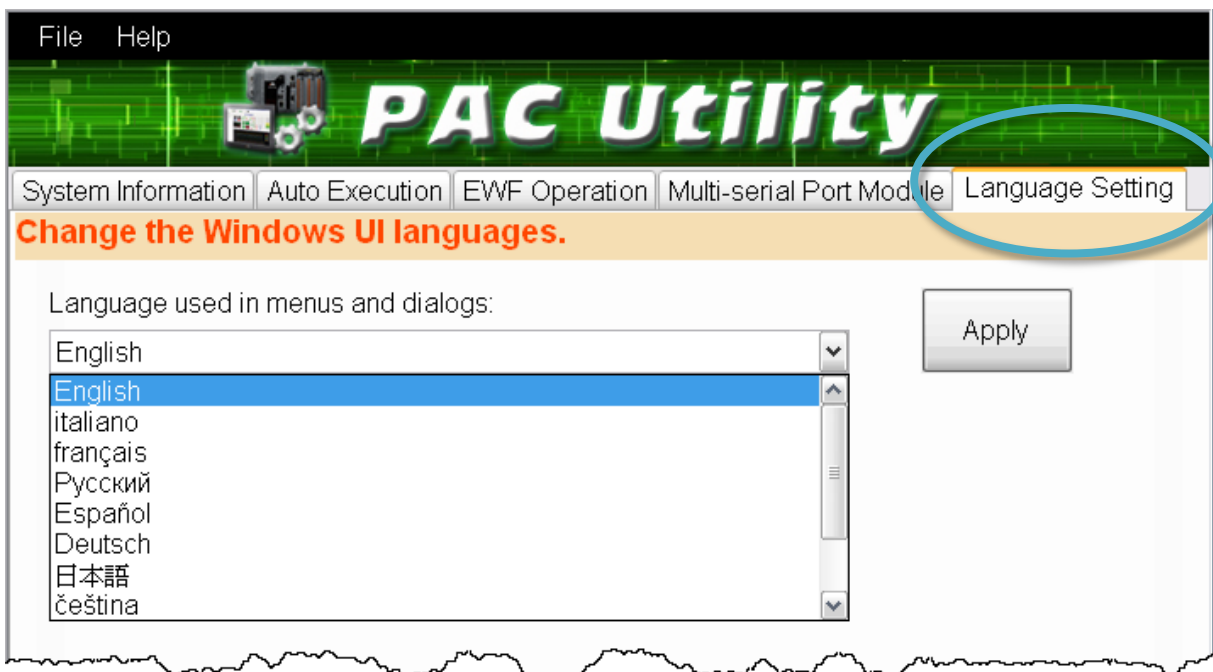 File Help
PAC Utility
System Information Auto Execution EWF Operation Multi-serial Port Module Language Setting
Change the Windows UI languages.
Language used in menus and dialogs:
Apply
English
English
italiano
français
Русский
Español
Deutsch
日本語
čeština